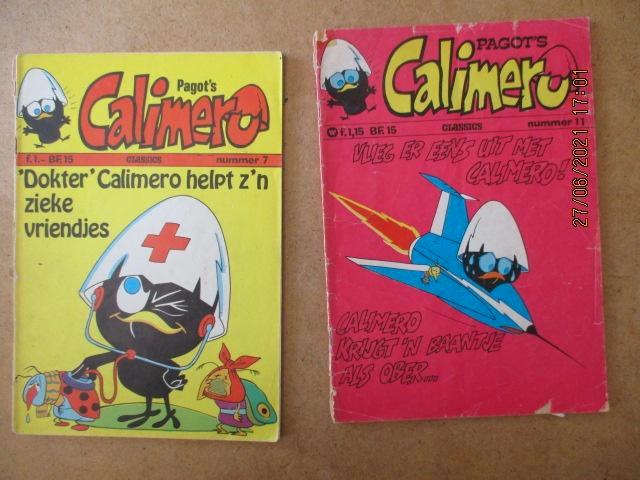 Pagot's
Calimero
f. 1.- BF. 15
CLASSICS
nummer 7
'Dokter' Calimero helpt z'n
zieke
vriendjes
PAGOT'S
Calimero
W f. 1,15 BF. 15
CLASSICS
nummer 11
VLIEG ER EENS UIT MET
CALIMERO!
CALIMERO
KRIJGT 'N BAANTJE
ALS OBER...
27/06/2021 17:01